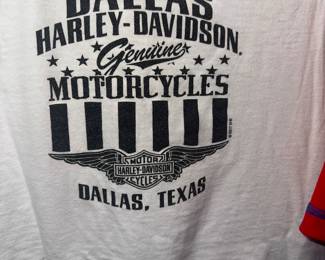 DALLAS
HARLEY-DAVIDSON®
Genuine
MOTORCYCLES
MOTOR
HARLEY-DAVIDSON
CYCLES
DALLAS, TEXAS